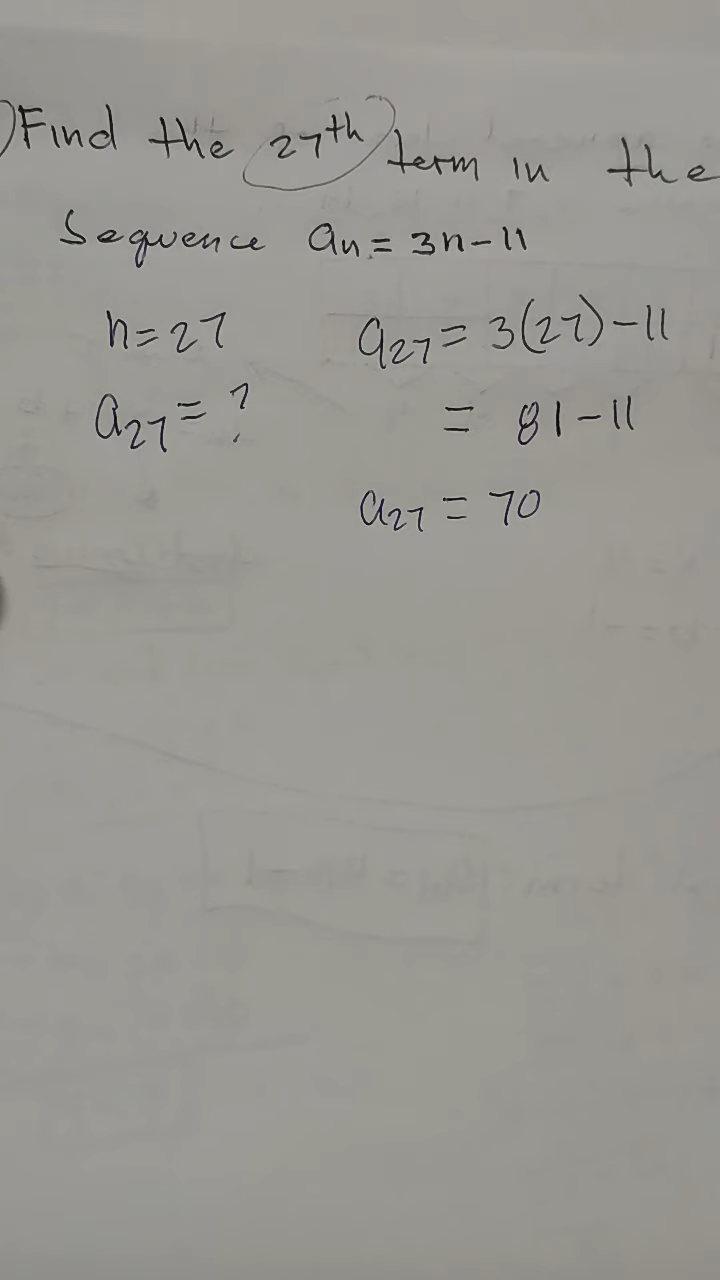 )Find the 27th term in the
Sequence an = 3n-11
n=27 a27 = 3(27)-11
a27 = ? = 81-11
a27 = 70